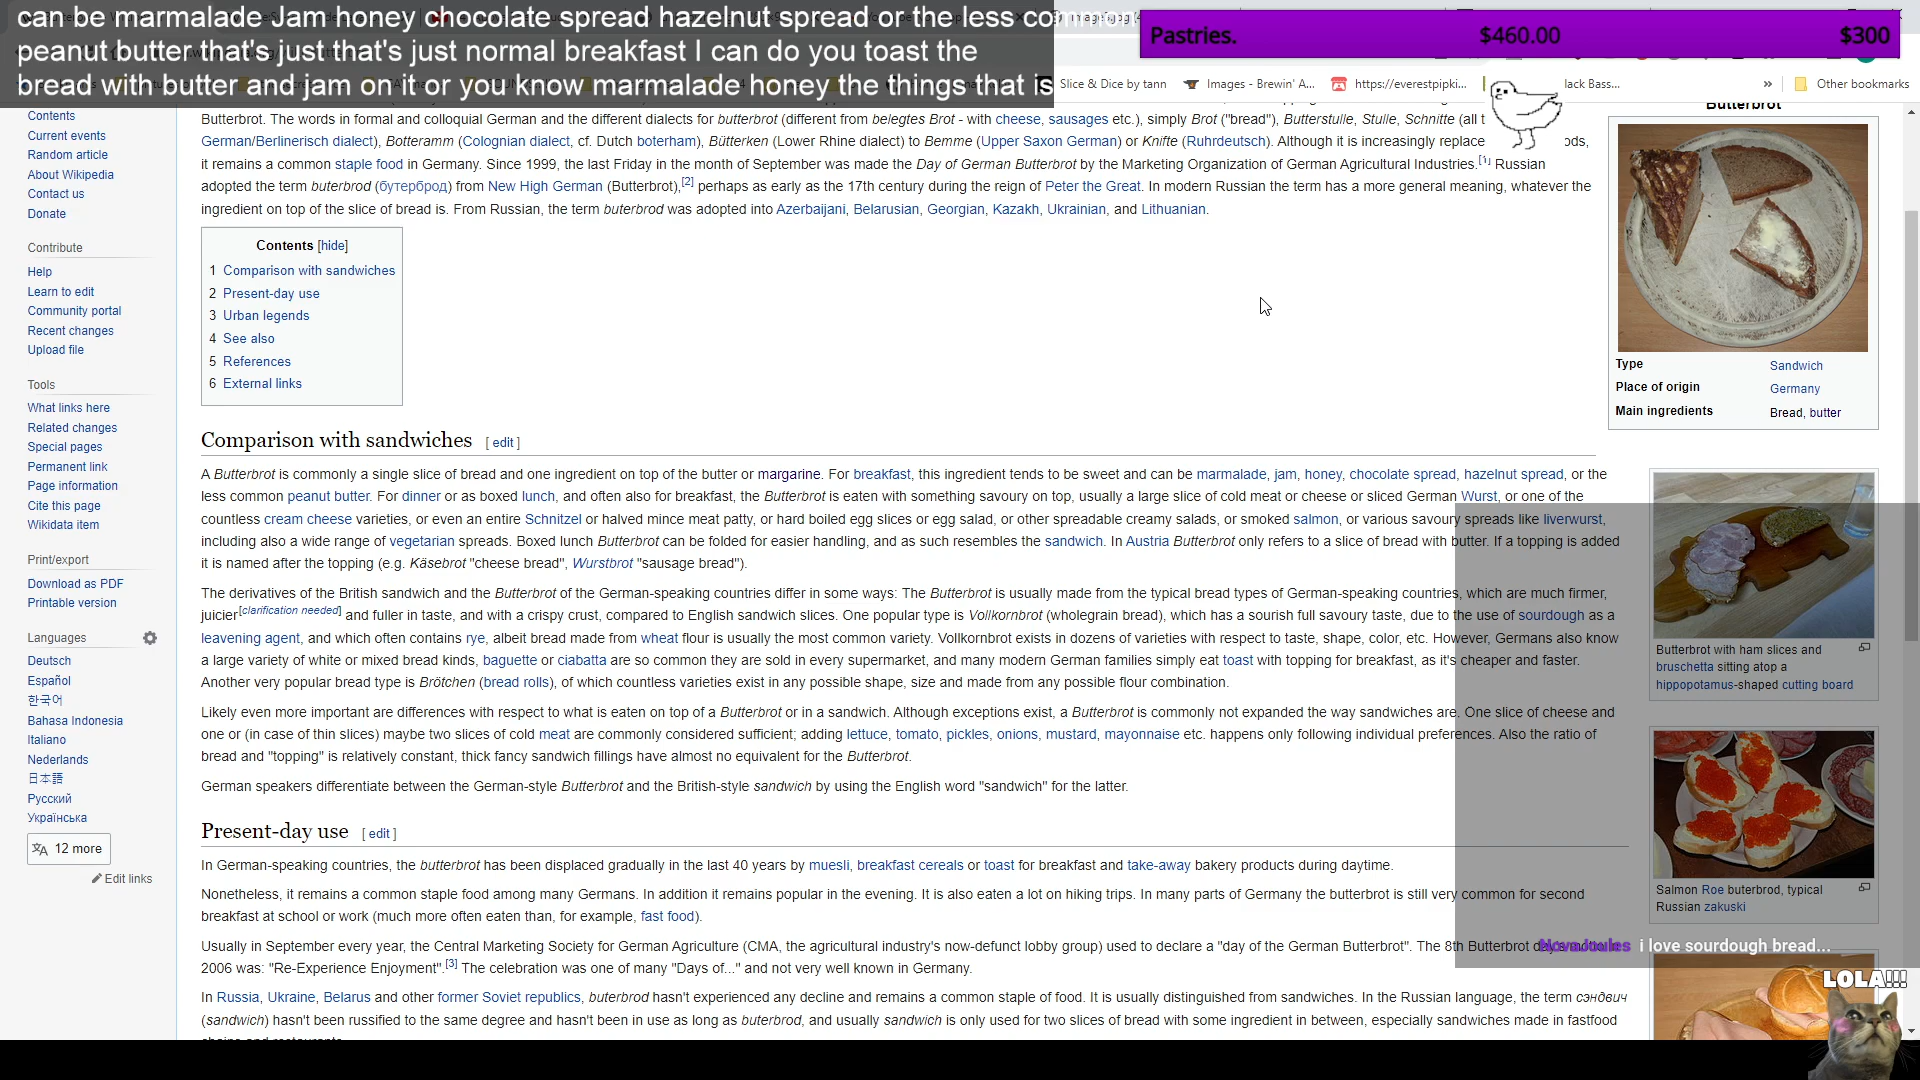 can be marmalade Jam honey chocolate spread hazelnut spread or the less common
peanut butter that's just that's just normal breakfast I can do you toast the
bread with butter and jam on it or you know marmalade honey the things that is
Pastries. $460.00 $300
Slice & Dice by tann
Images - Brewin' A...
https://everestpipki...
lack Bass...
»
Other bookmarks
Contents
Current events
Random article
About Wikipedia
Contact us
Donate
Contribute
Help
Learn to edit
Community portal
Recent changes
Upload file
Tools
What links here
Related changes
Special pages
Permanent link
Page information
Cite this page
Wikidata item
Print/export
Download as PDF
Printable version
Languages
Deutsch
Español
한국어
Bahasa Indonesia
Italiano
Nederlands
日本語
Русский
Українська
12 more
Edit links
Butterbrot. The words in formal and colloquial German and the different dialects for butterbrot (different from belegtes Brot - with cheese, sausages etc.), simply Brot ("bread"), Butterstulle, Stulle, Schnitte (all t
German/Berlinerisch dialect), Botteramm (Colognian dialect, cf. Dutch boterham), Bütterken (Lower Rhine dialect) to Bemme (Upper Saxon German) or Knifte (Ruhrdeutsch). Although it is increasingly replace ods,
it remains a common staple food in Germany. Since 1999, the last Friday in the month of September was made the Day of German Butterbrot by the Marketing Organization of German Agricultural Industries.[1] Russian
adopted the term buterbrod (бутерброд) from New High German (Butterbrot),[2] perhaps as early as the 17th century during the reign of Peter the Great. In modern Russian the term has a more general meaning, whatever the
ingredient on top of the slice of bread is. From Russian, the term buterbrod was adopted into Azerbaijani, Belarusian, Georgian, Kazakh, Ukrainian, and Lithuanian.
Contents [hide]
1 Comparison with sandwiches
2 Present-day use
3 Urban legends
4 See also
5 References
6 External links
Comparison with sandwiches [ edit ]
A Butterbrot is commonly a single slice of bread and one ingredient on top of the butter or margarine. For breakfast, this ingredient tends to be sweet and can be marmalade, jam, honey, chocolate spread, hazelnut spread, or the
less common peanut butter. For dinner or as boxed lunch, and often also for breakfast, the Butterbrot is eaten with something savoury on top, usually a large slice of cold meat or cheese or sliced German Wurst, or one of the
countless cream cheese varieties, or even an entire Schnitzel or halved mince meat patty, or hard boiled egg slices or egg salad, or other spreadable creamy salads, or smoked salmon, or various savoury spreads like liverwurst,
including also a wide range of vegetarian spreads. Boxed lunch Butterbrot can be folded for easier handling, and as such resembles the sandwich. In Austria Butterbrot only refers to a slice of bread with butter. If a topping is added
it is named after the topping (e.g. Käsebrot "cheese bread", Wurstbrot "sausage bread").
The derivatives of the British sandwich and the Butterbrot of the German-speaking countries differ in some ways: The Butterbrot is usually made from the typical bread types of German-speaking countries, which are much firmer,
juicier[clarification needed] and fuller in taste, and with a crispy crust, compared to English sandwich slices. One popular type is Vollkornbrot (wholegrain bread), which has a sourish full savoury taste, due to the use of sourdough as a
leavening agent, and which often contains rye, albeit bread made from wheat flour is usually the most common variety. Vollkornbrot exists in dozens of varieties with respect to taste, shape, color, etc. However, Germans also know
a large variety of white or mixed bread kinds, baguette or ciabatta are so common they are sold in every supermarket, and many modern German families simply eat toast with topping for breakfast, as it's cheaper and faster.
Another very popular bread type is Brötchen (bread rolls), of which countless varieties exist in any possible shape, size and made from any possible flour combination.
Likely even more important are differences with respect to what is eaten on top of a Butterbrot or in a sandwich. Although exceptions exist, a Butterbrot is commonly not expanded the way sandwiches are. One slice of cheese and
one or (in case of thin slices) maybe two slices of cold meat are commonly considered sufficient; adding lettuce, tomato, pickles, onions, mustard, mayonnaise etc. happens only following individual preferences. Also the ratio of
bread and "topping" is relatively constant, thick fancy sandwich fillings have almost no equivalent for the Butterbrot.
German speakers differentiate between the German-style Butterbrot and the British-style sandwich by using the English word "sandwich" for the latter.
Present-day use [ edit ]
In German-speaking countries, the butterbrot has been displaced gradually in the last 40 years by muesli, breakfast cereals or toast for breakfast and take-away bakery products during daytime.
Nonetheless, it remains a common staple food among many Germans. In addition it remains popular in the evening. It is also eaten a lot on hiking trips. In many parts of Germany the butterbrot is still very common for second
breakfast at school or work (much more often eaten than, for example, fast food).
Usually in September every year, the Central Marketing Society for German Agriculture (CMA, the agricultural industry's now-defunct lobby group) used to declare a "day of the German Butterbrot". The 8th Butterbrot
2006 was: "Re-Experience Enjoyment".[3] The celebration was one of many "Days of..." and not very well known in Germany.
In Russia, Ukraine, Belarus and other former Soviet republics, buterbrod hasn't experienced any decline and remains a common staple of food. It is usually distinguished from sandwiches. In the Russian language, the term сэндвич
(sandwich) hasn't been russified to the same degree and hasn't been in use as long as buterbrod, and usually sandwich is only used for two slices of bread with some ingredient in between, especially sandwiches made in fastfood
Butterbrot
Type Sandwich
Place of origin Germany
Main ingredients Bread, butter
Butterbrot with ham slices and
bruschetta sitting atop a
hippopotamus-shaped cutting board
Salmon Roe buterbrod, typical
Russian zakuski
NovaJoules i love sourdough bread...
LOLA!!!